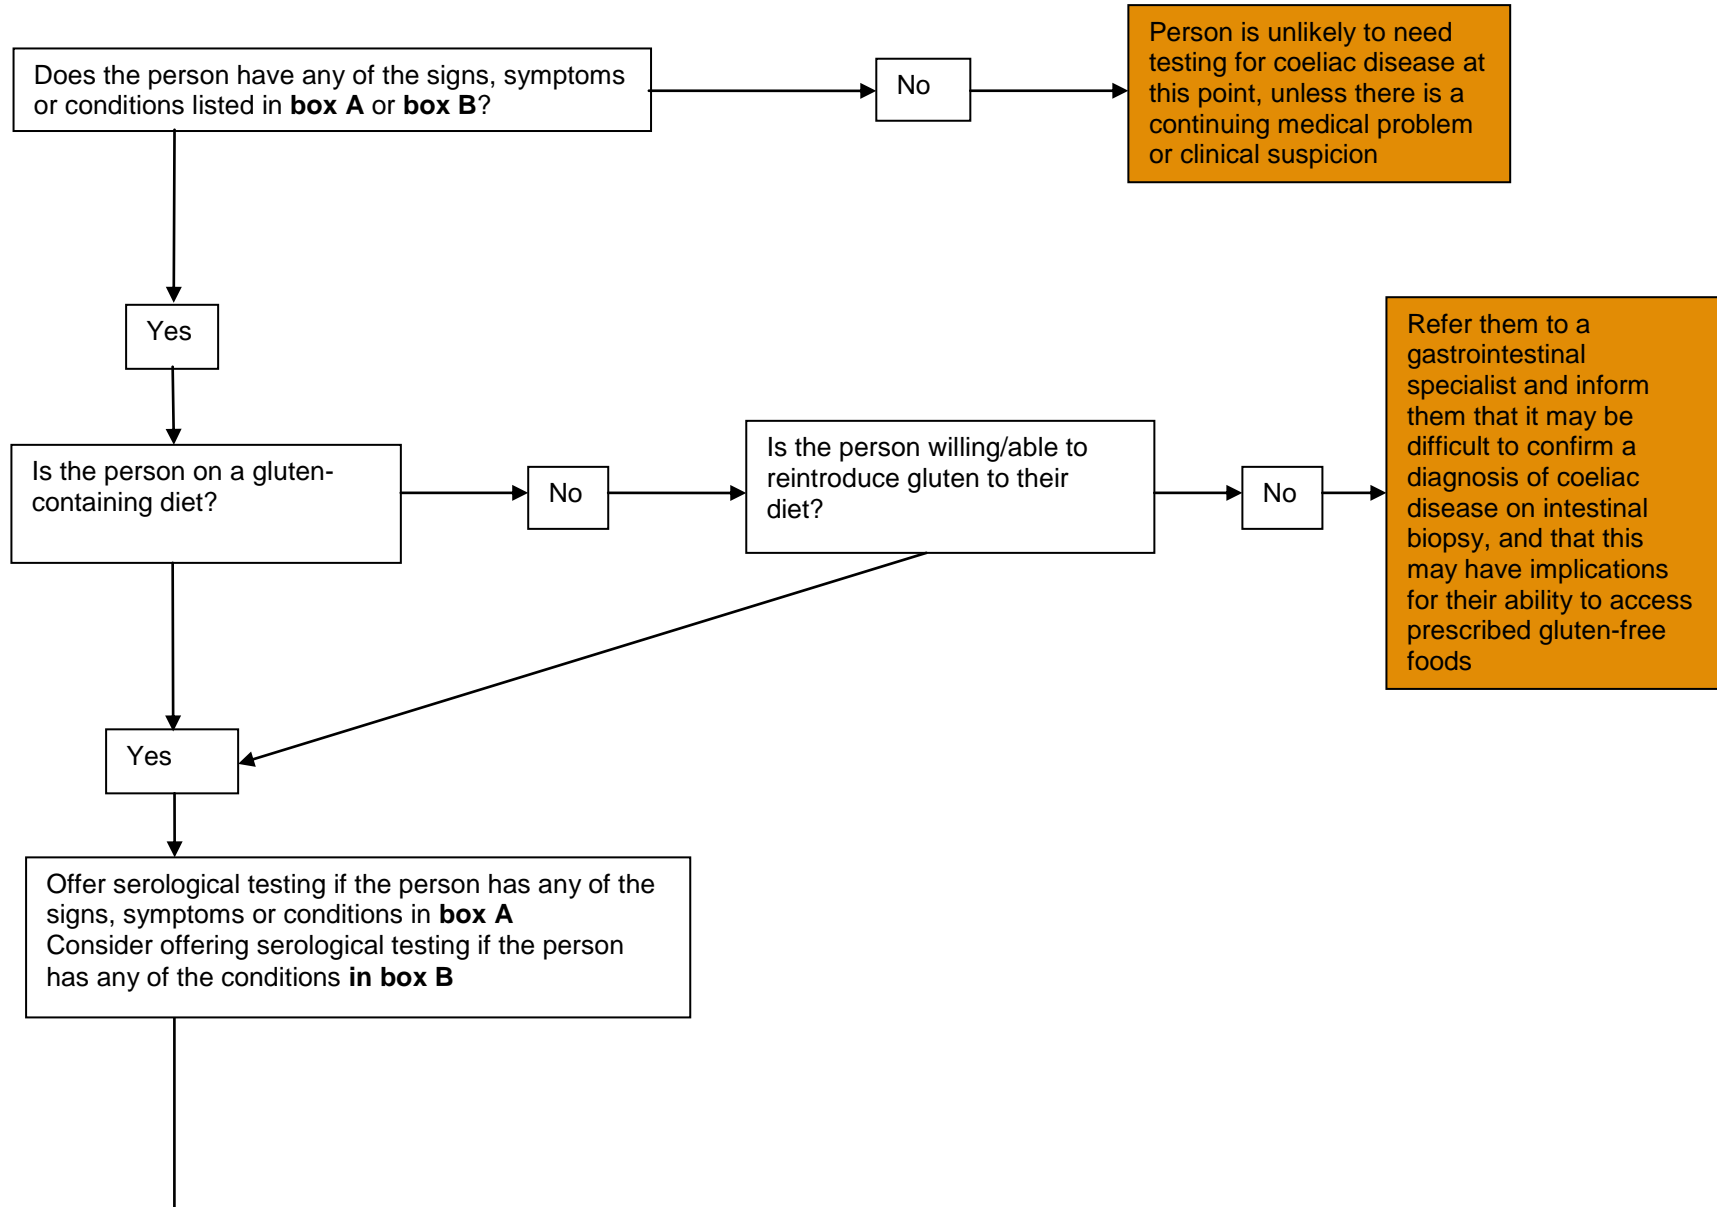 Does the person have any of the signs, symptoms
or conditions listed in box A or box B?
No
Person is unlikely to need
testing for coeliac disease at
this point, unless there is a
continuing medical problem
or clinical suspicion
Yes
Is the person on a gluten-
containing diet?
No
Is the person willing/able to
reintroduce gluten to their
diet?
No
Refer them to a
gastrointestinal
specialist and inform
them that it may be
difficult to confirm a
diagnosis of coeliac
disease on intestinal
biopsy, and that this
may have implications
for their ability to access
prescribed gluten-free
foods
Yes
Offer serological testing if the person has any of the
signs, symptoms or conditions in box A
Consider offering serological testing if the person
has any of the conditions in box B